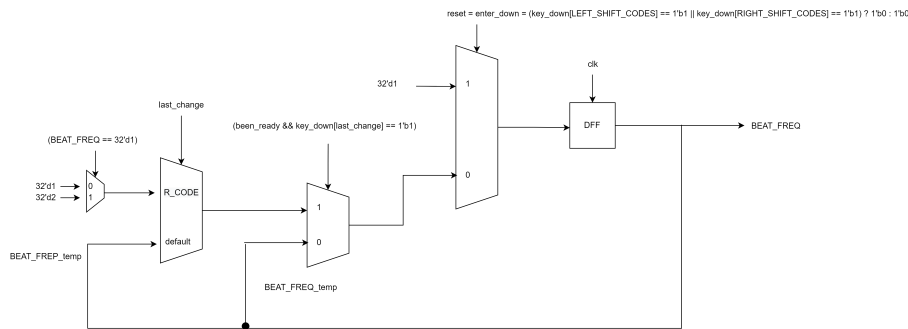 reset = enter_down = (key_down[LEFT_SHIFT_CODES] == 1'b1 || key_down[RIGHT_SHIFT_CODES] == 1'b1) ? 1'b0 : 1'b0
clk
32'd1
1
last_change
DFF
BEAT_FREQ
(been_ready && key_down[last_change] == 1'b1)
(BEAT_FREQ == 32'd1)
0
32'd1
0
R_CODE
32'd2
1
1
default
0
BEAT_FREP_temp
BEAT_FREQ_temp